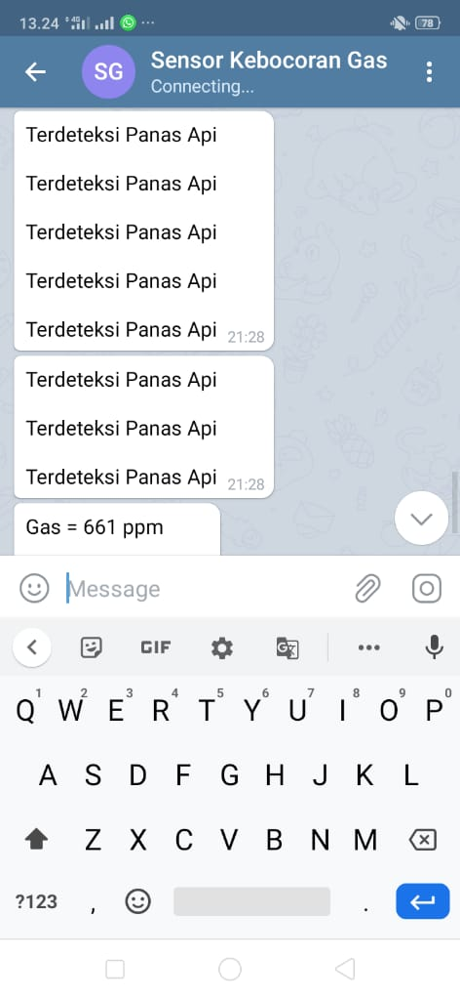 13.24
4G
78
SG
Sensor Kebocoran Gas
Connecting...
Terdeteksi Panas Api
Terdeteksi Panas Api
Terdeteksi Panas Api
Terdeteksi Panas Api
Terdeteksi Panas Api 21:28
Terdeteksi Panas Api
Terdeteksi Panas Api
Terdeteksi Panas Api 21:28
Gas = 661 ppm
Message
GIF
1 2 3 4 5 6 7 8 9 0
Q W E R T Y U I O P
A S D F G H J K L
Z X C V B N M
?123 , .